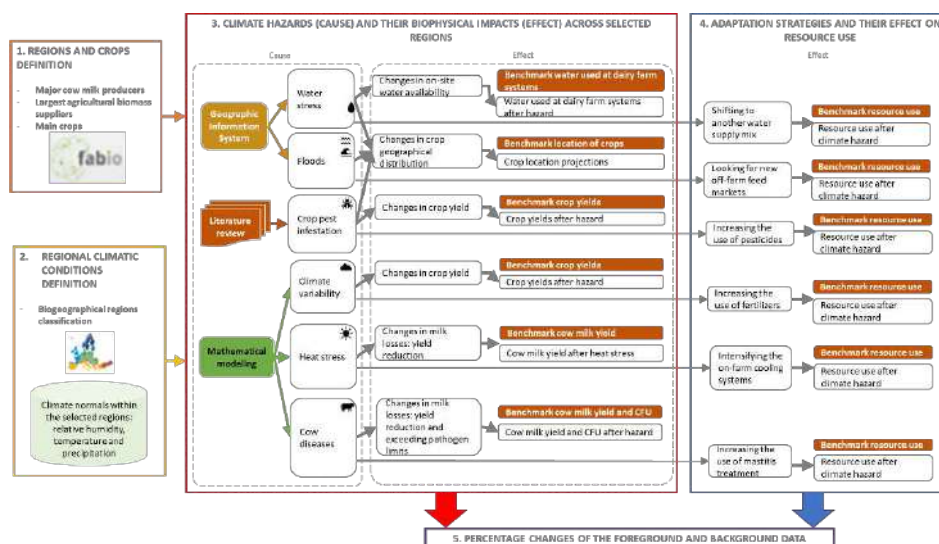 1. REGIONS AND CROPS
DEFINITION
- Major cow milk producers
- Largest agricultural biomass
suppliers
- Main crops
fabio
2. REGIONAL CLIMATIC
CONDITIONS
DEFINITION
- Biogeographical regions
classification
Climate normals within
the selected regions:
relative humidity,
temperature and
precipitation
3. CLIMATE HAZARDS (CAUSE) AND THEIR BIOPHYSICAL IMPACTS (EFFECT) ACROSS SELECTED
REGIONS
Cause
Effect
Geographic
Information
System
Literature
review
Mathematical
modeling
Water
stress
Floods
Crop pest
infestation
Climate
variability
Heat stress
Cow
diseases
Changes in on-site
water availability
Benchmark water used at dairy farm
systems
Water used at dairy farm systems
after hazard
Changes in crop
geographical
distribution
Benchmark location of crops
Crop location projections
Changes in crop yield
Benchmark crop yields
Crop yields after hazard
Changes in crop yield
Benchmark crop yields
Crop yields after hazard
Changes in milk
losses: yield
reduction
Benchmark cow milk yield
Cow milk yield after heat stress
Changes in milk
losses: yield
reduction and
exceeding pathogen
limits
Benchmark cow milk yield and CFU
Cow milk yield and CFU after hazard
4. ADAPTATION STRATEGIES AND THEIR EFFECT ON
RESOURCE USE
Effect
Shifting to
another water
supply mix
Benchmark resource use
Resource use after
climate hazard
Looking for new
off-farm feed
markets
Benchmark resource use
Resource use after
climate hazard
Increasing the
use of pesticides
Benchmark resource use
Resource use after
climate hazard
Increasing the
use of fertilizers
Benchmark resource use
Resource use after
climate hazard
Intensifying the
on-farm cooling
systems
Benchmark resource use
Resource use after
climate hazard
Increasing the
use of mastitis
treatment
Benchmark resource use
Resource use after
climate hazard
5. PERCENTAGE CHANGES OF THE FOREGROUND AND BACKGROUND DATA